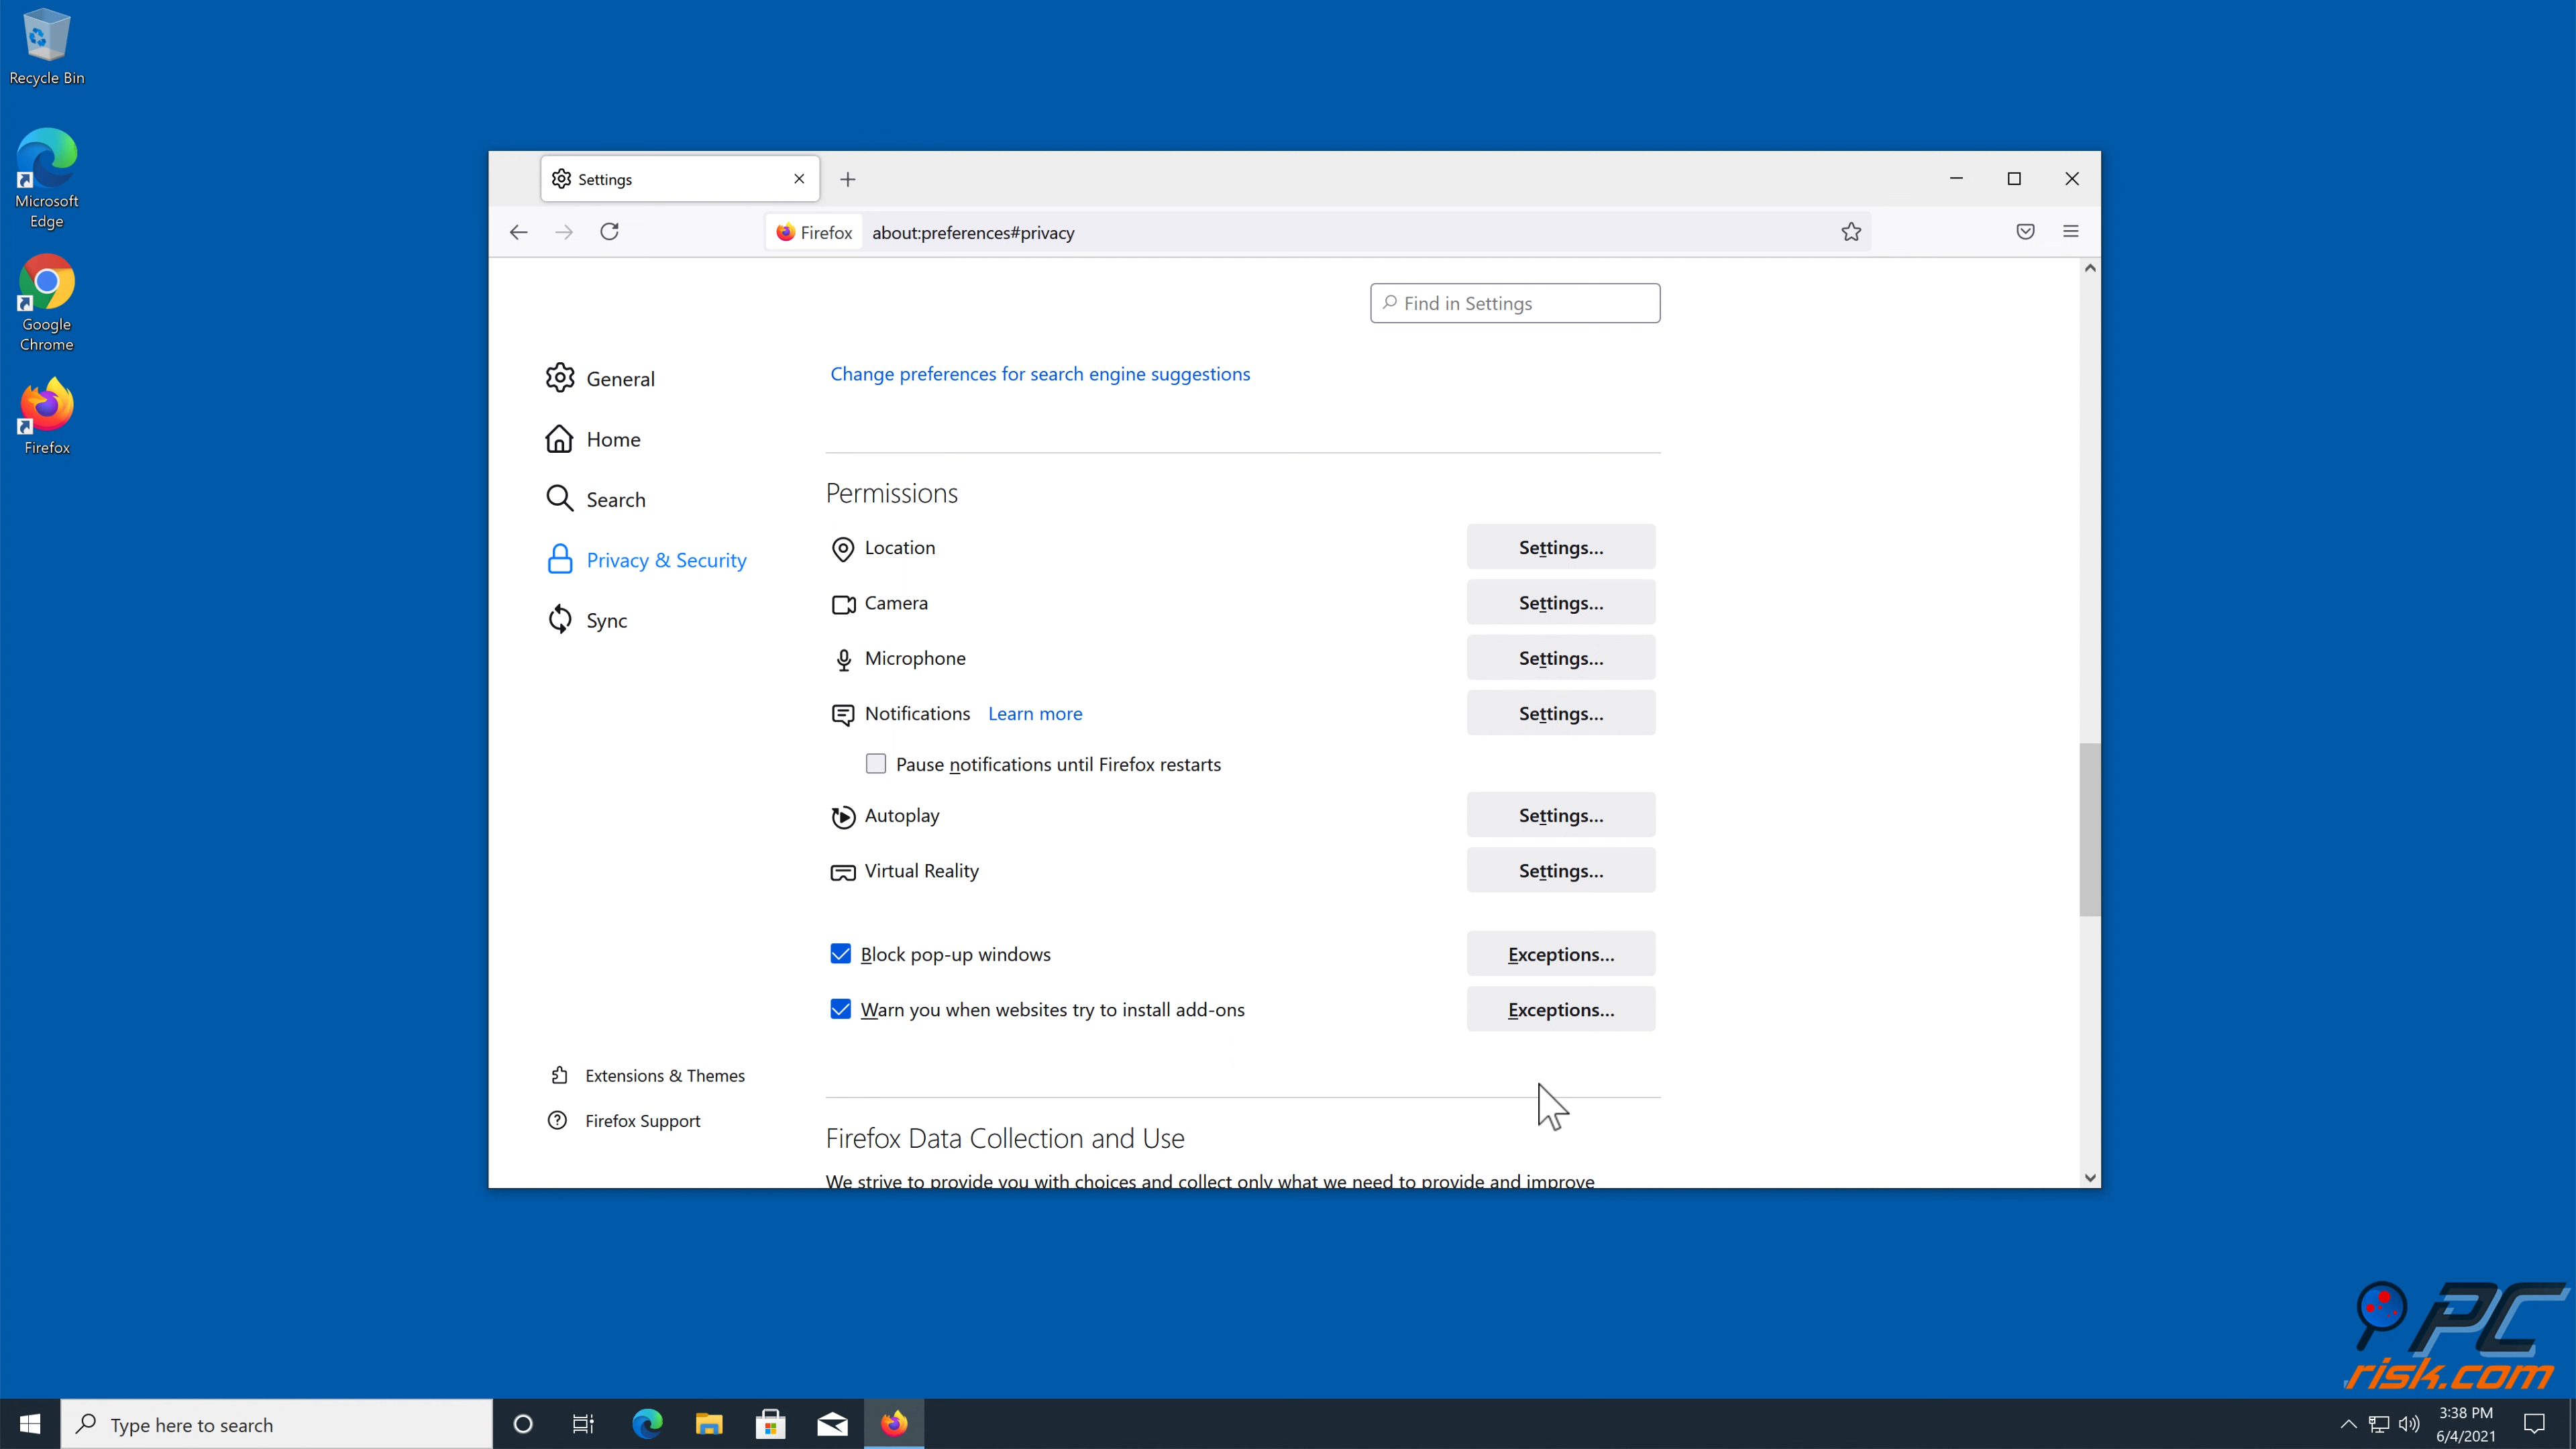 Recycle Bin
Microsoft
Edge
Google
Chrome
Firefox
Settings
Firefox about:preferences#privacy
Find in Settings
General
Home
Search
Privacy & Security
Sync
Extensions & Themes
Firefox Support
Change preferences for search engine suggestions
Permissions
Location Settings...
Camera Settings...
Microphone Settings...
Notifications Learn more Settings...
Pause notifications until Firefox restarts
Autoplay Settings...
Virtual Reality Settings...
Block pop-up windows Exceptions...
Warn you when websites try to install add-ons Exceptions...
Firefox Data Collection and Use
We strive to provide you with choices and collect only what we need to provide and improve
PC
risk.com
Type here to search
3:38 PM
6/4/2021